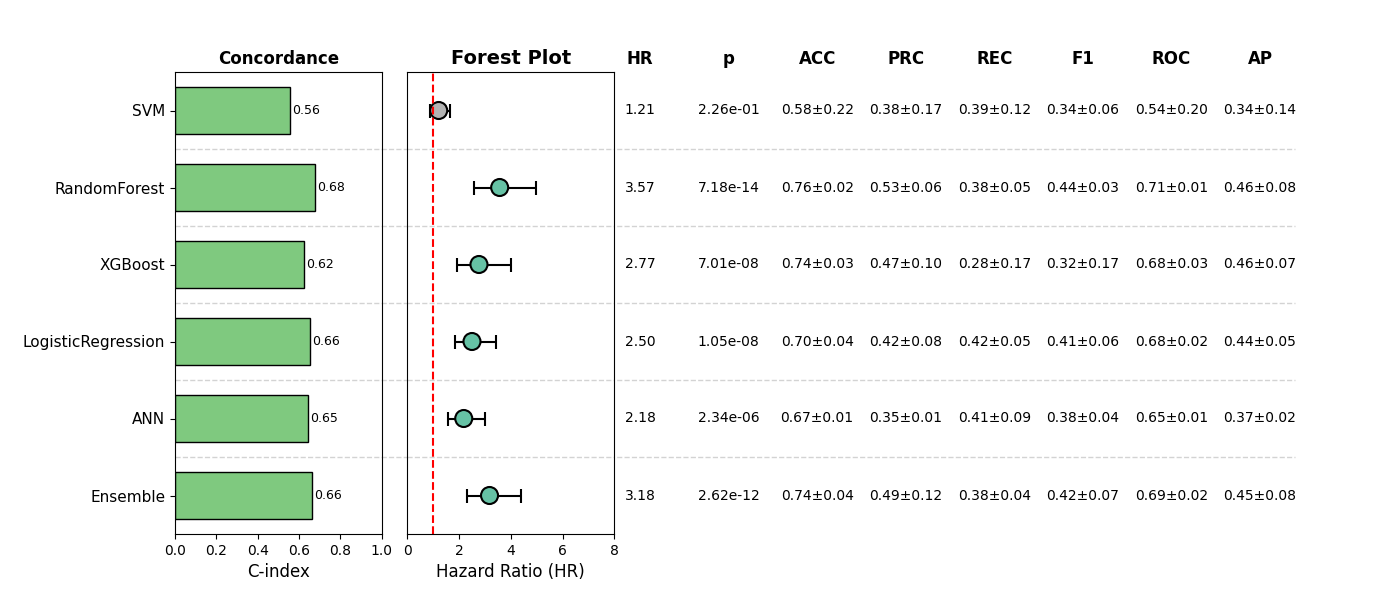 Concordance Forest Plot HR p ACC PRC REC F1 ROC AP
SVM 0.56 1.21 2.26e-01 0.58±0.22 0.38±0.17 0.39±0.12 0.34±0.06 0.54±0.20 0.34±0.14
RandomForest 0.68 3.57 7.18e-14 0.76±0.02 0.53±0.06 0.38±0.05 0.44±0.03 0.71±0.01 0.46±0.08
XGBoost 0.62 2.77 7.01e-08 0.74±0.03 0.47±0.10 0.28±0.17 0.32±0.17 0.68±0.03 0.46±0.07
LogisticRegression 0.66 2.50 1.05e-08 0.70±0.04 0.42±0.08 0.42±0.05 0.41±0.06 0.68±0.02 0.44±0.05
ANN 0.65 2.18 2.34e-06 0.67±0.01 0.35±0.01 0.41±0.09 0.38±0.04 0.65±0.01 0.37±0.02
Ensemble 0.66 3.18 2.62e-12 0.74±0.04 0.49±0.12 0.38±0.04 0.42±0.07 0.69±0.02 0.45±0.08
0.0 0.2 0.4 0.6 0.8 1.0 0 2 4 6 8
C-index Hazard Ratio (HR)